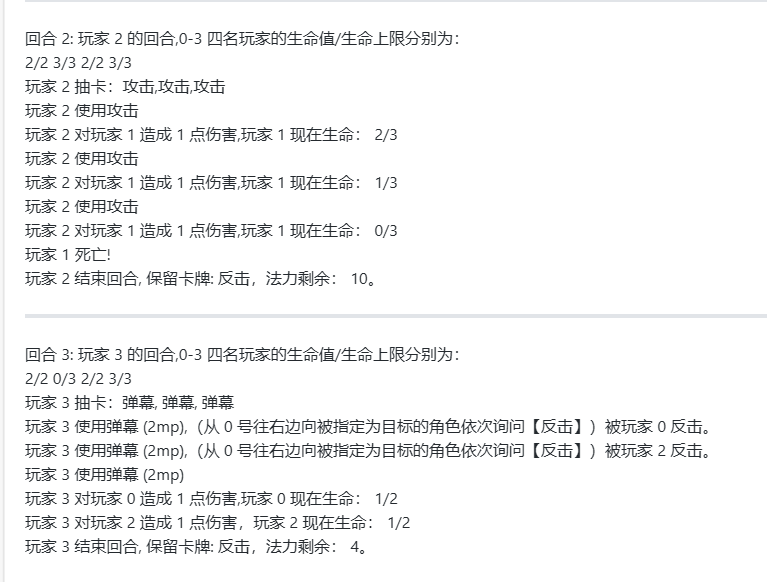 回合 2: 玩家 2 的回合,0-3 四名玩家的生命值/生命上限分别为：
2/2 3/3 2/2 3/3
玩家 2 抽卡：攻击,攻击,攻击
玩家 2 使用攻击
玩家 2 对玩家 1 造成 1 点伤害,玩家 1 现在生命： 2/3
玩家 2 使用攻击
玩家 2 对玩家 1 造成 1 点伤害,玩家 1 现在生命： 1/3
玩家 2 使用攻击
玩家 2 对玩家 1 造成 1 点伤害,玩家 1 现在生命： 0/3
玩家 1 死亡!
玩家 2 结束回合, 保留卡牌: 反击，法力剩余： 10。
回合 3: 玩家 3 的回合,0-3 四名玩家的生命值/生命上限分别为：
2/2 0/3 2/2 3/3
玩家 3 抽卡：弹幕, 弹幕, 弹幕
玩家 3 使用弹幕 (2mp),（从 0 号往右边向被指定为目标的角色依次询问【反击】）被玩家 0 反击。
玩家 3 使用弹幕 (2mp),（从 0 号往右边向被指定为目标的角色依次询问【反击】）被玩家 2 反击。
玩家 3 使用弹幕 (2mp)
玩家 3 对玩家 0 造成 1 点伤害,玩家 0 现在生命： 1/2
玩家 3 对玩家 2 造成 1 点伤害，玩家 2 现在生命： 1/2
玩家 3 结束回合, 保留卡牌: 反击，法力剩余： 4。